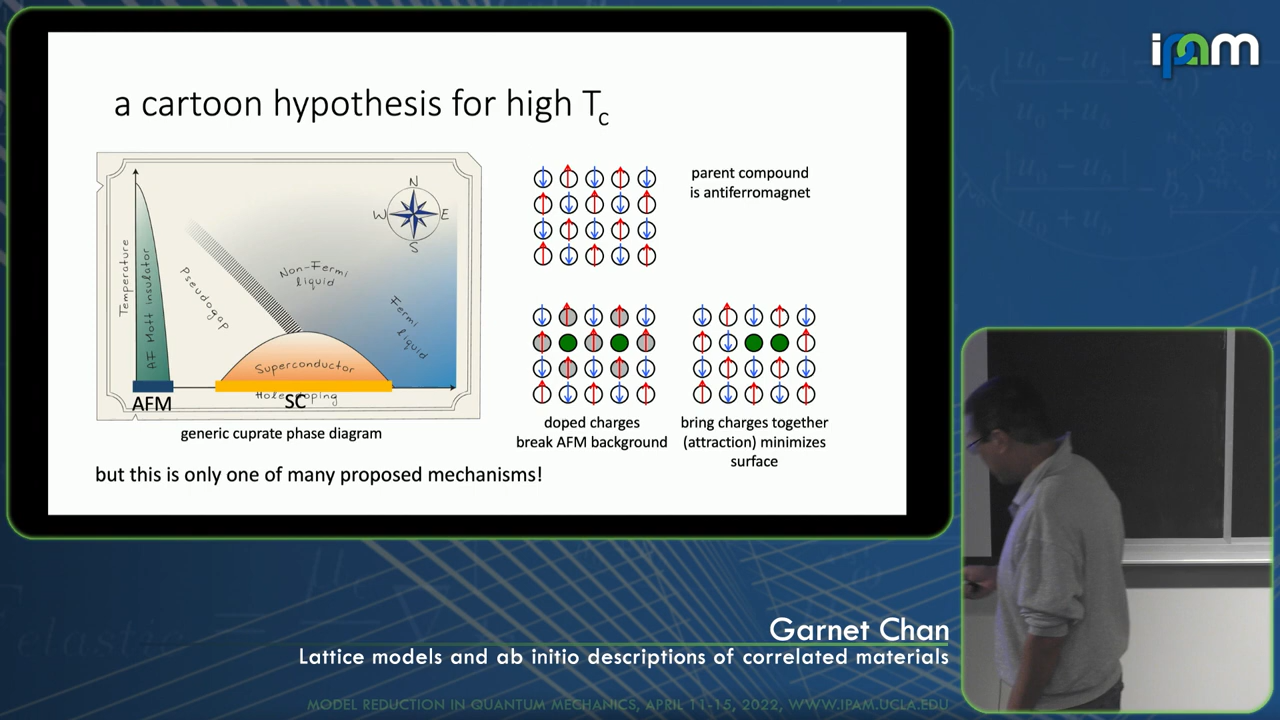 ipam
a cartoon hypothesis for high Tc
N
W
E
S
Temperature
AF Mott insulator
Pseudogap
Non-Fermi
liquid
Fermi
liquid
Superconductor
Hole doping
AFM
SC
generic cuprate phase diagram
parent compound
is antiferromagnet
doped charges
break AFM background
bring charges together
(attraction) minimizes
surface
but this is only one of many proposed mechanisms!
Garnet Chan
Lattice models and ab initio descriptions of correlated materials
MODEL REDUCTION IN QUANTUM MECHANICS, APRIL 11-15, 2022, WWW.IPAM.UCLA.EDU
elastic